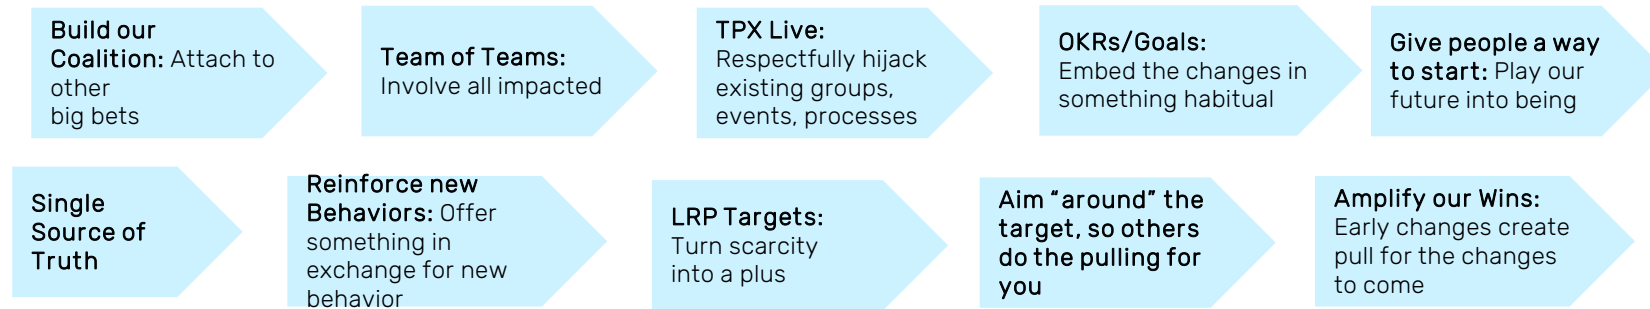 Build our
Coalition: Attach to
other
big bets
Team of Teams:
Involve all impacted
TPX Live:
Respectfully hijack
existing groups,
events, processes
OKRs/Goals:
Embed the changes in
something habitual
Give people a way
to start: Play our
future into being
Single
Source of
Truth
Reinforce new
Behaviors: Offer
something in
exchange for new
behavior
LRP Targets:
Turn scarcity
into a plus
Aim “around” the
target, so others
do the pulling for
you
Amplify our Wins:
Early changes create
pull for the changes
to come